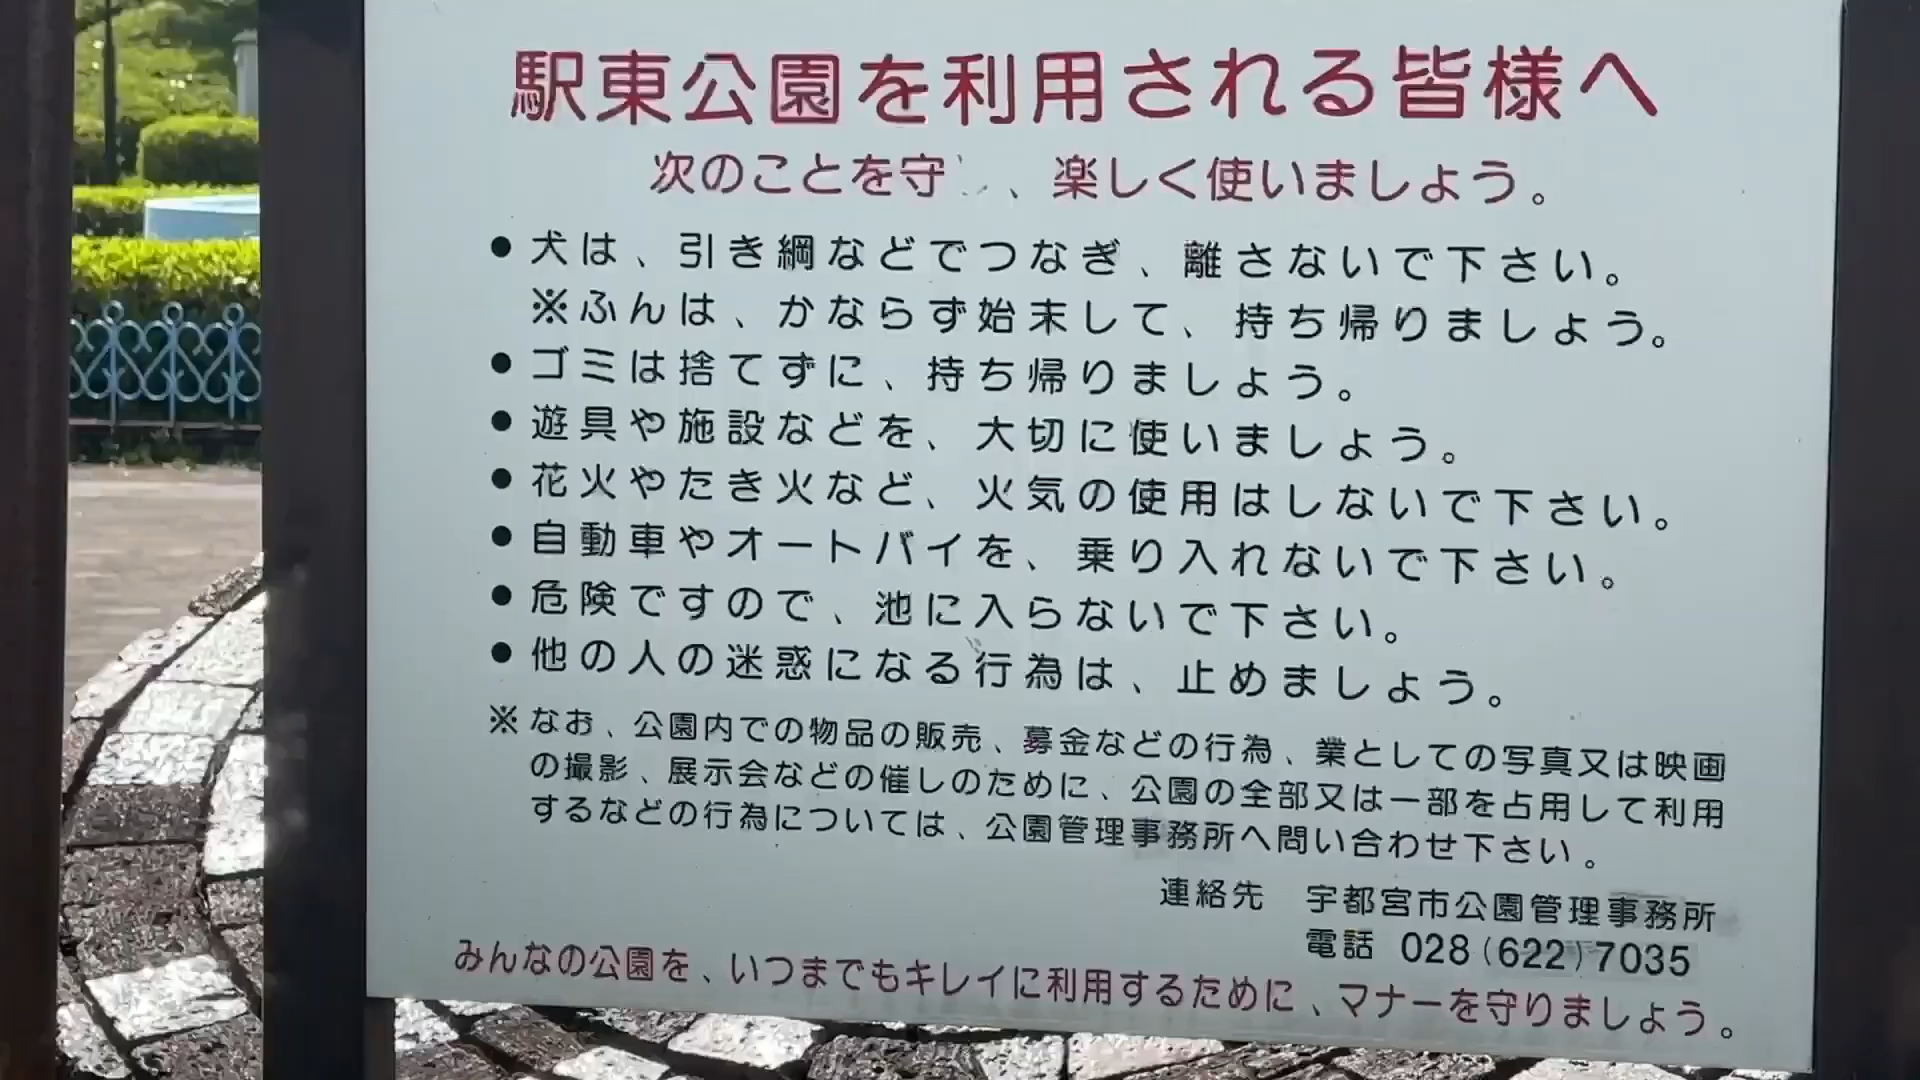 駅東公園を利用される皆様へ
次のことを守 、楽しく使いましょう。
●犬は、引き綱などでつなぎ、離さないで下さい。
※ふんは、かならず始末して、持ち帰りましょう。
●ゴミは捨てずに、持ち帰りましょう。
●遊具や施設などを、大切に使いましょう。
●花火やたき火など、火気の使用はしないで下さい。
●自動車やオートバイを、乗り入れないで下さい。
●危険ですので、池に入らないで下さい。
●他の人の迷惑になる行為は、止めましょう。
※なお、公園内での物品の販売、募金などの行為、業としての写真又は映画
の撮影、展示会などの催しのために、公園の全部又は一部を占用して利用
するなどの行為については、公園管理事務所へ問い合わせ下さい。
連絡先 宇都宮市公園管理事務所
電話 028(622)7035
みんなの公園を、いつまでもキレイに利用するために、マナーを守りましょう。